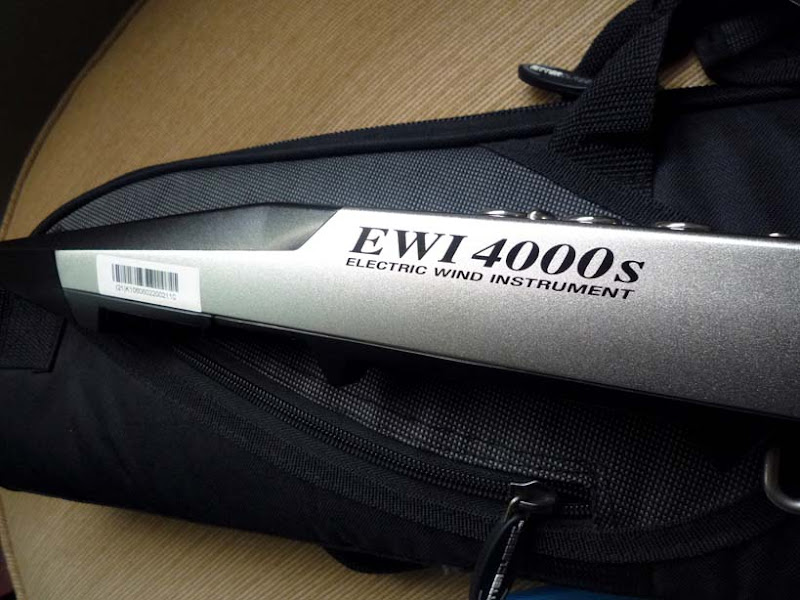 EWI 4000s
ELECTRIC WIND INSTRUMENT